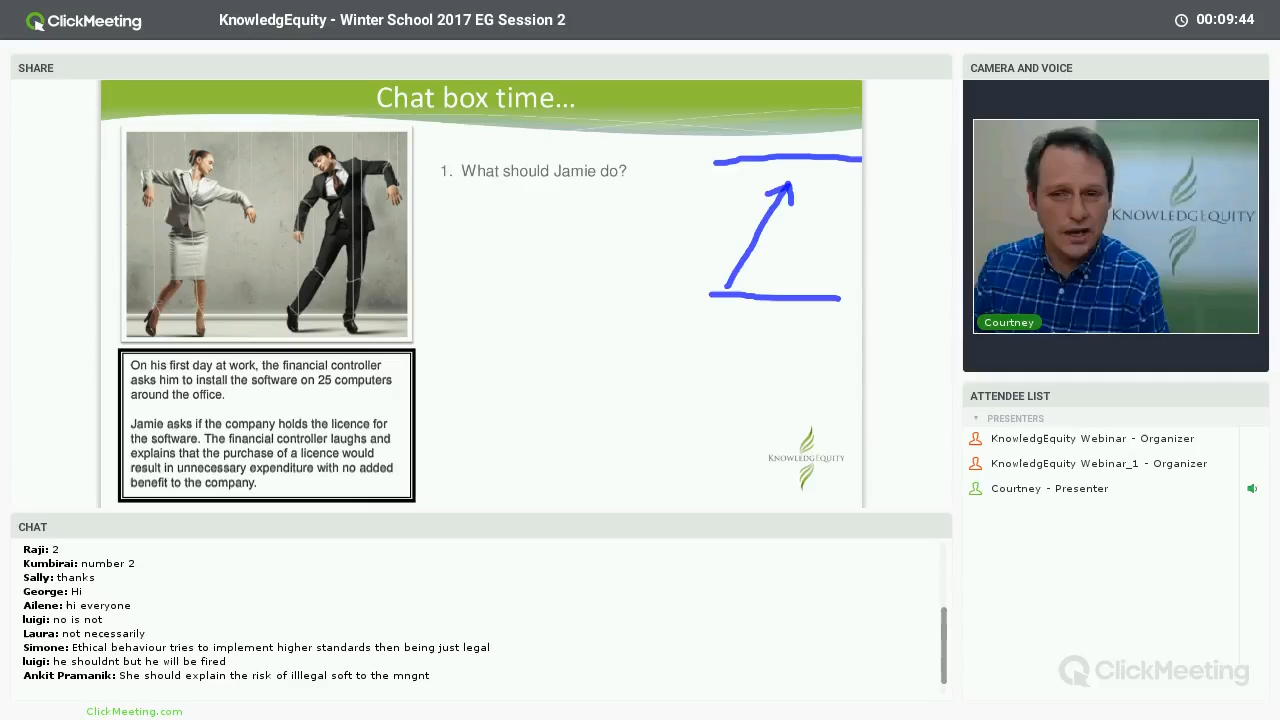 ClickMeeting
KnowledgEquity - Winter School 2017 EG Session 2
00:09:44
SHARE
Chat box time...
1. What should Jamie do?
On his first day at work, the financial controller
asks him to install the software on 25 computers
around the office.
Jamie asks if the company holds the licence for
the software. The financial controller laughs and
explains that the purchase of a licence would
result in unnecessary expenditure with no added
benefit to the company.
KNOWLEDGEQUITY
CAMERA AND VOICE
KNOWLEDGEQUITY
Courtney
ATTENDEE LIST
PRESENTERS
KnowledgEquity Webinar - Organizer
KnowledgEquity Webinar_1 - Organizer
Courtney - Presenter
CHAT
Raji: 2
Kumbirai: number 2
Sally: thanks
George: Hi
Ailene: hi everyone
luigi: no is not
Laura: not necessarily
Simone: Ethical behaviour tries to implement higher standards then being just legal
luigi: he shouldnt but he will be fired
Ankit Pramanik: She should explain the risk of illlegal soft to the mngnt
ClickMeeting
ClickMeeting.com